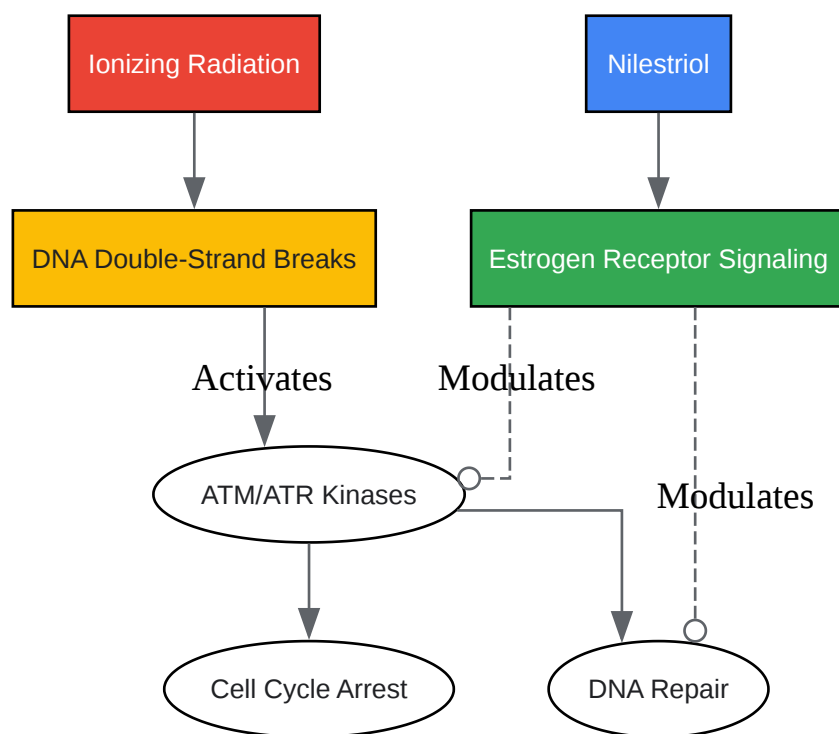 Ionizing Radiation
Nilestriol
DNA Double-Strand Breaks
Estrogen Receptor Signaling
Activates
Modulates
ATM/ATR Kinases
Modulates
Cell Cycle Arrest
DNA Repair